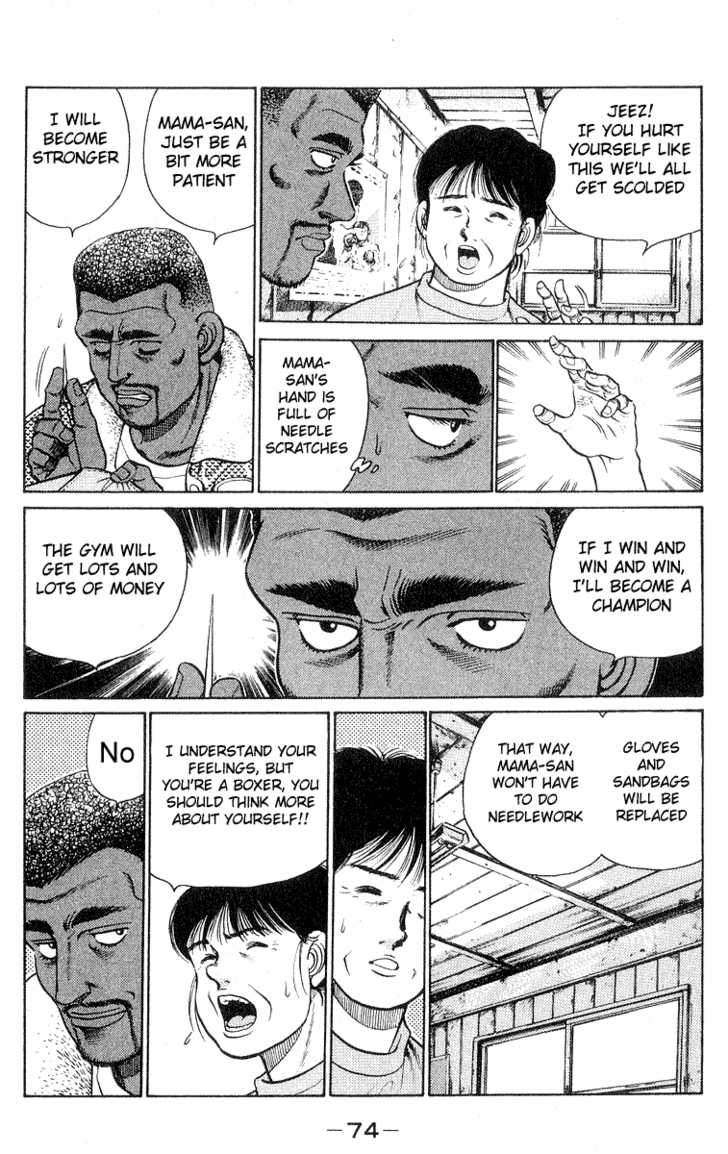 JEEZ!
IF YOU HURT
YOURSELF LIKE
THIS WE'LL ALL
GET SCOLDED
MAMA-SAN,
JUST BE A
BIT MORE
PATIENT
I WILL
BECOME
STRONGER
MAMA-
SAN'S
HAND IS
FULL OF
NEEDLE
SCRATCHES
IF I WIN AND
WIN AND WIN,
I'LL BECOME A
CHAMPION
THE GYM WILL
GET LOTS AND
LOTS OF MONEY
GLOVES
AND
SANDBAGS
WILL BE
REPLACED
THAT WAY,
MAMA-SAN
WON'T HAVE
TO DO
NEEDLEWORK
I UNDERSTAND YOUR
FEELINGS, BUT
YOU'RE A BOXER, YOU
SHOULD THINK MORE
ABOUT YOURSELF!!
No
-74-